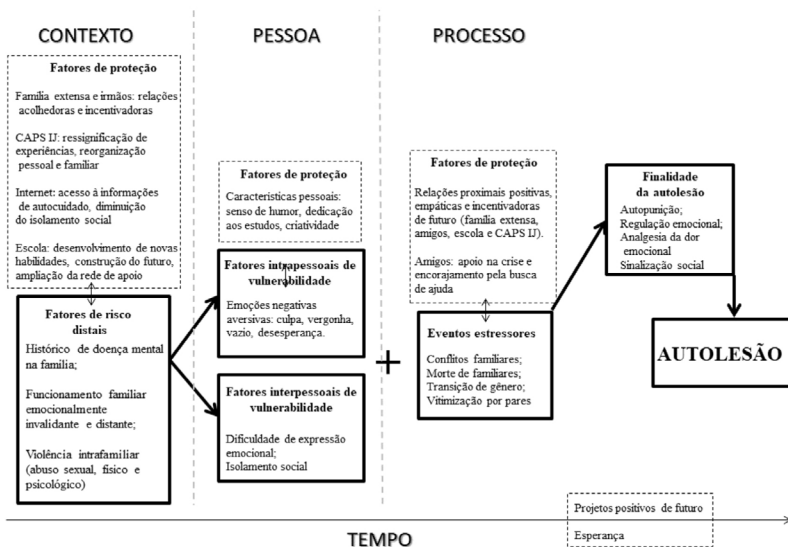 CONTEXTO
Fatores de proteção
Família extensa e irmãos: relações
acolhedoras e incentivadoras
CAPS IJ: ressignificação de
experiências, reorganização
pessoal e familiar
Internet: acesso à informações
de autocuidado, diminuição
do isolamento social
Escola: desenvolvimento de novas
habilidades, construção do futuro,
ampliação da rede de apoio
Fatores de risco
distais
Histórico de doença mental
na família;
Funcionamento familiar
emocionalmente
invalidante e distante;
Violência intrafamiliar
(abuso sexual, físico e
psicológico)
PESSOA
Fatores de proteção
Características pessoais:
senso de humor, dedicação
aos estudos, criatividade
Fatores intrapessoais de
vulnerabilidade
Emoções negativas
aversivas: culpa, vergonha,
vazio, desesperança.
Fatores interpessoais de
vulnerabilidade
Dificuldade de expressão
emocional;
Isolamento social
+
PROCESSO
Fatores de proteção
Relações proximais positivas,
empáticas e incentivadoras
de futuro (família extensa,
amigos, escola e CAPS IJ).
Amigos: apoio na crise e
encorajamento pela busca
de ajuda
Eventos estressores
Conflitos familiares;
Morte de familiares;
Transição de gênero;
Vitimização por pares
Finalidade
da autolesão
Autopunição;
Regulação emocional;
Analgesia da dor
emocional
Sinalização social
AUTOLESÃO
Projetos positivos de futuro
Esperança
TEMPO